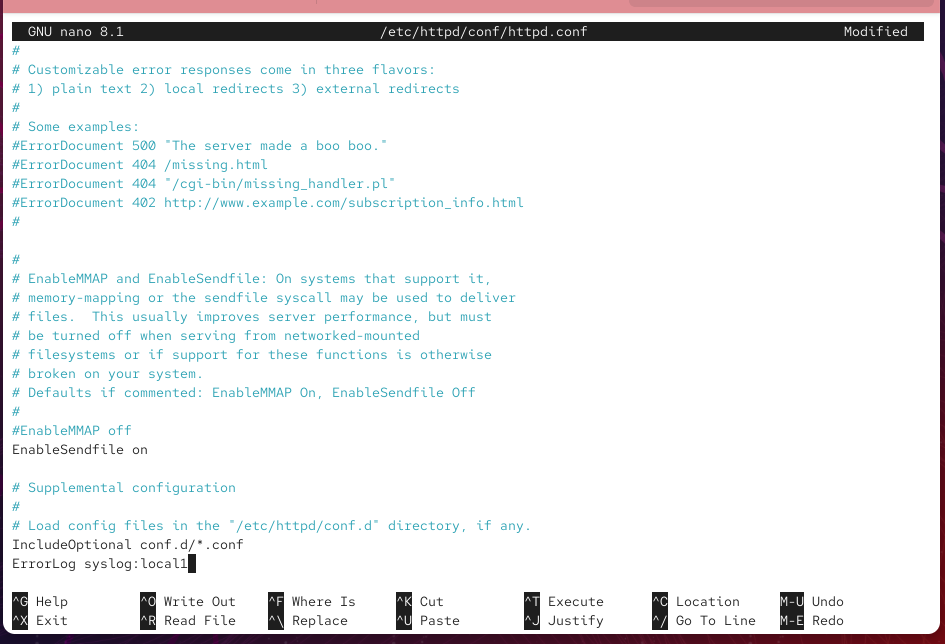 GNU nano 8.1 /etc/httpd/conf/httpd.conf Modified
#
# Customizable error responses come in three flavors:
# 1) plain text 2) local redirects 3) external redirects
#
# Some examples:
#ErrorDocument 500 "The server made a boo boo."
#ErrorDocument 404 /missing.html
#ErrorDocument 404 "/cgi-bin/missing_handler.pl"
#ErrorDocument 402 http://www.example.com/subscription_info.html
#
#
# EnableMMAP and EnableSendfile: On systems that support it,
# memory-mapping or the sendfile syscall may be used to deliver
# files.  This usually improves server performance, but must
# be turned off when serving from networked-mounted
# filesystems or if support for these functions is otherwise
# broken on your system.
# Defaults if commented: EnableMMAP On, EnableSendfile Off
#
#EnableMMAP off
EnableSendfile on
# Supplemental configuration
#
# Load config files in the "/etc/httpd/conf.d" directory, if any.
IncludeOptional conf.d/*.conf
ErrorLog syslog:local1
^G Help ^O Write Out ^F Where Is ^K Cut ^T Execute ^C Location M-U Undo
^X Exit ^R Read File ^\ Replace ^U Paste ^J Justify ^/ Go To Line M-E Redo